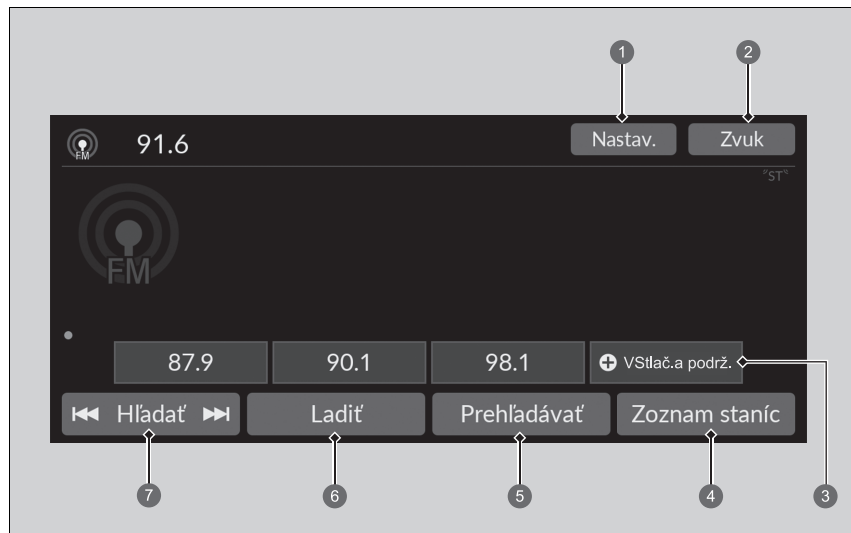 1 2
FM 91.6 Nastav. Zvuk
"ST"
FM
87.9 90.1 98.1 VStlač.a podrž.
Hľadať Ladiť Prehľadávať Zoznam staníc
7 6 5 4 3